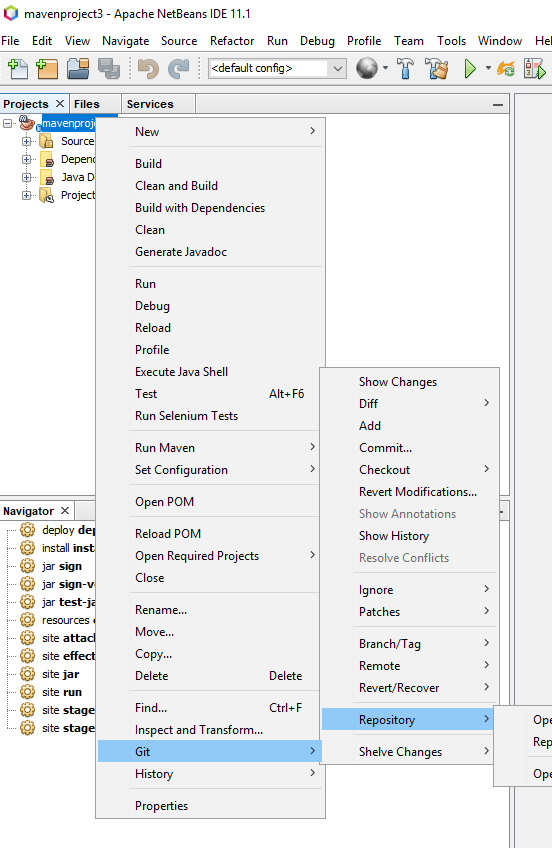 mavenproject3 - Apache NetBeans IDE 11.1
File Edit View Navigate Source Refactor Run Debug Profile Team Tools Window Help
<default config>
Projects Files Services
mavenproj
Source
Depen
Java D
Project
New
Build
Clean and Build
Build with Dependencies
Clean
Generate Javadoc
Run
Debug
Reload
Profile
Execute Java Shell
Test Alt+F6
Run Selenium Tests
Run Maven
Set Configuration
Open POM
Reload POM
Open Required Projects
Close
Rename...
Move...
Copy...
Delete Delete
Find... Ctrl+F
Inspect and Transform...
Git
History
Properties
Show Changes
Diff
Add
Commit...
Checkout
Revert Modifications...
Show Annotations
Show History
Resolve Conflicts
Ignore
Patches
Branch/Tag
Remote
Revert/Recover
Repository
Shelve Changes
Ope
Rep
Ope
Navigator
deploy dep
install inst
jar sign
jar sign-v
jar test-ja
resources
site attac
site effect
site jar
site run
site stage
site stage